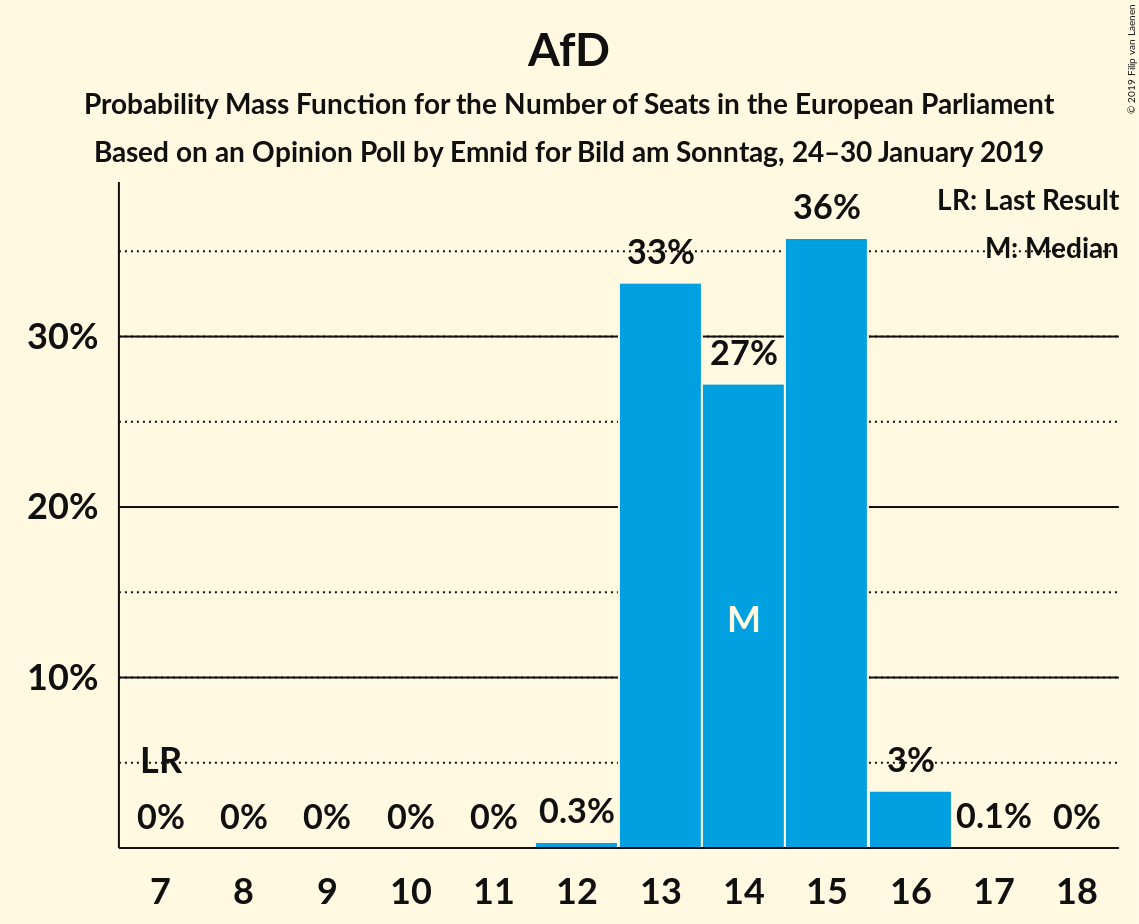 AfD
Probability Mass Function for the Number of Seats in the European Parliament
Based on an Opinion Poll by Emnid for Bild am Sonntag, 24–30 January 2019
© 2019 Filip van Laenen
LR: Last Result
M: Median
36%
33%
30%
27%
20%
M
10%
LR
3%
0% 0% 0% 0% 0% 0.3% 0.1% 0%
7 8 9 10 11 12 13 14 15 16 17 18